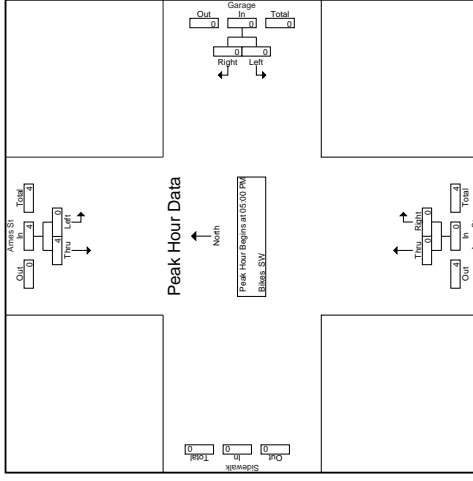 Garage
Out In Total
0 0 0
0 0
Right Left
Ames St
Out In Total
0 4 4
4 0
Thru Left
Peak Hour Data
North
Peak Hour Begins at 05:00 PM
Bikes SW
Right
Thru
0
0
Out In Total
4 0 4
Out In Total
0 0 0
Sidewalk